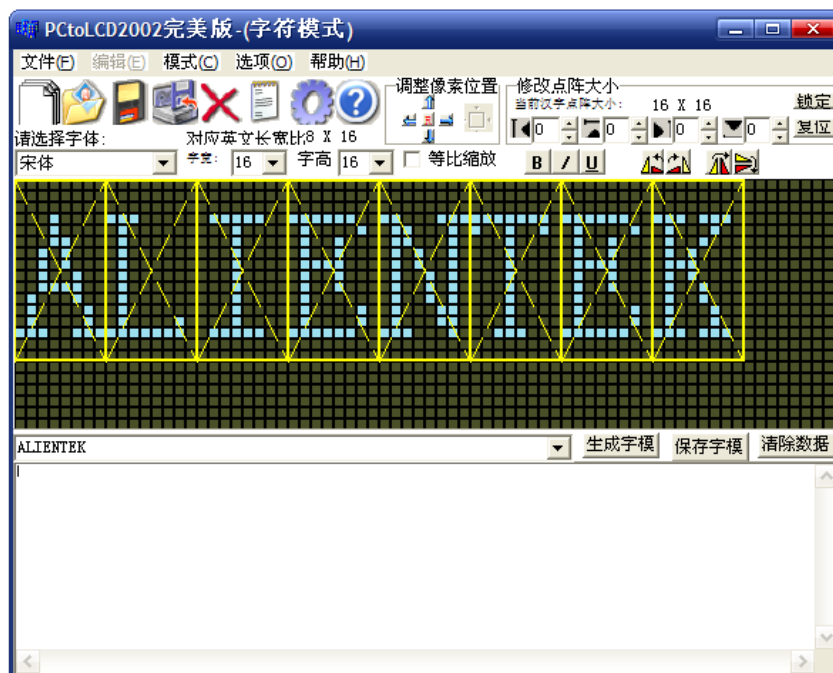 PCtoLCD2002完美版-(字符模式)
文件(F) 编辑(E) 模式(C) 选项(O) 帮助(H)
调整像素位置 修改点阵大小
当前汉字点阵大小: 16 X 16 锁定
0 0 0 0 复位
请选择字体: 对应英文长宽比8 X 16
宋体 字宽: 16 字高 16 等比缩放 B I U
ALIENTEK
ALIENTEK 生成字模 保存字模 清除数据